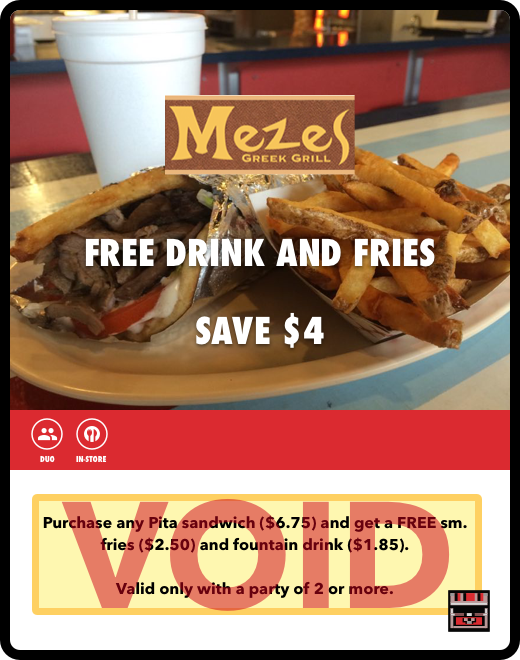 Mezes
GREEK GRILL
FREE DRINK AND FRIES
SAVE $4
DUO
IN-STORE
VOID
Purchase any Pita sandwich ($6.75) and get a FREE sm.
fries ($2.50) and fountain drink ($1.85).
Valid only with a party of 2 or more.